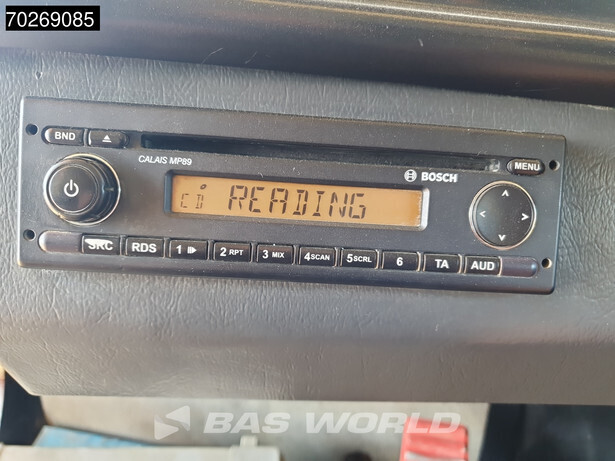 70269085
BND
CALAIS MP89
BOSCH
MENU
CD READING
SRC RDS 1 2 RPT 3 MIX 4SCAN 5SCRL 6 TA AUD
BAS WORLD